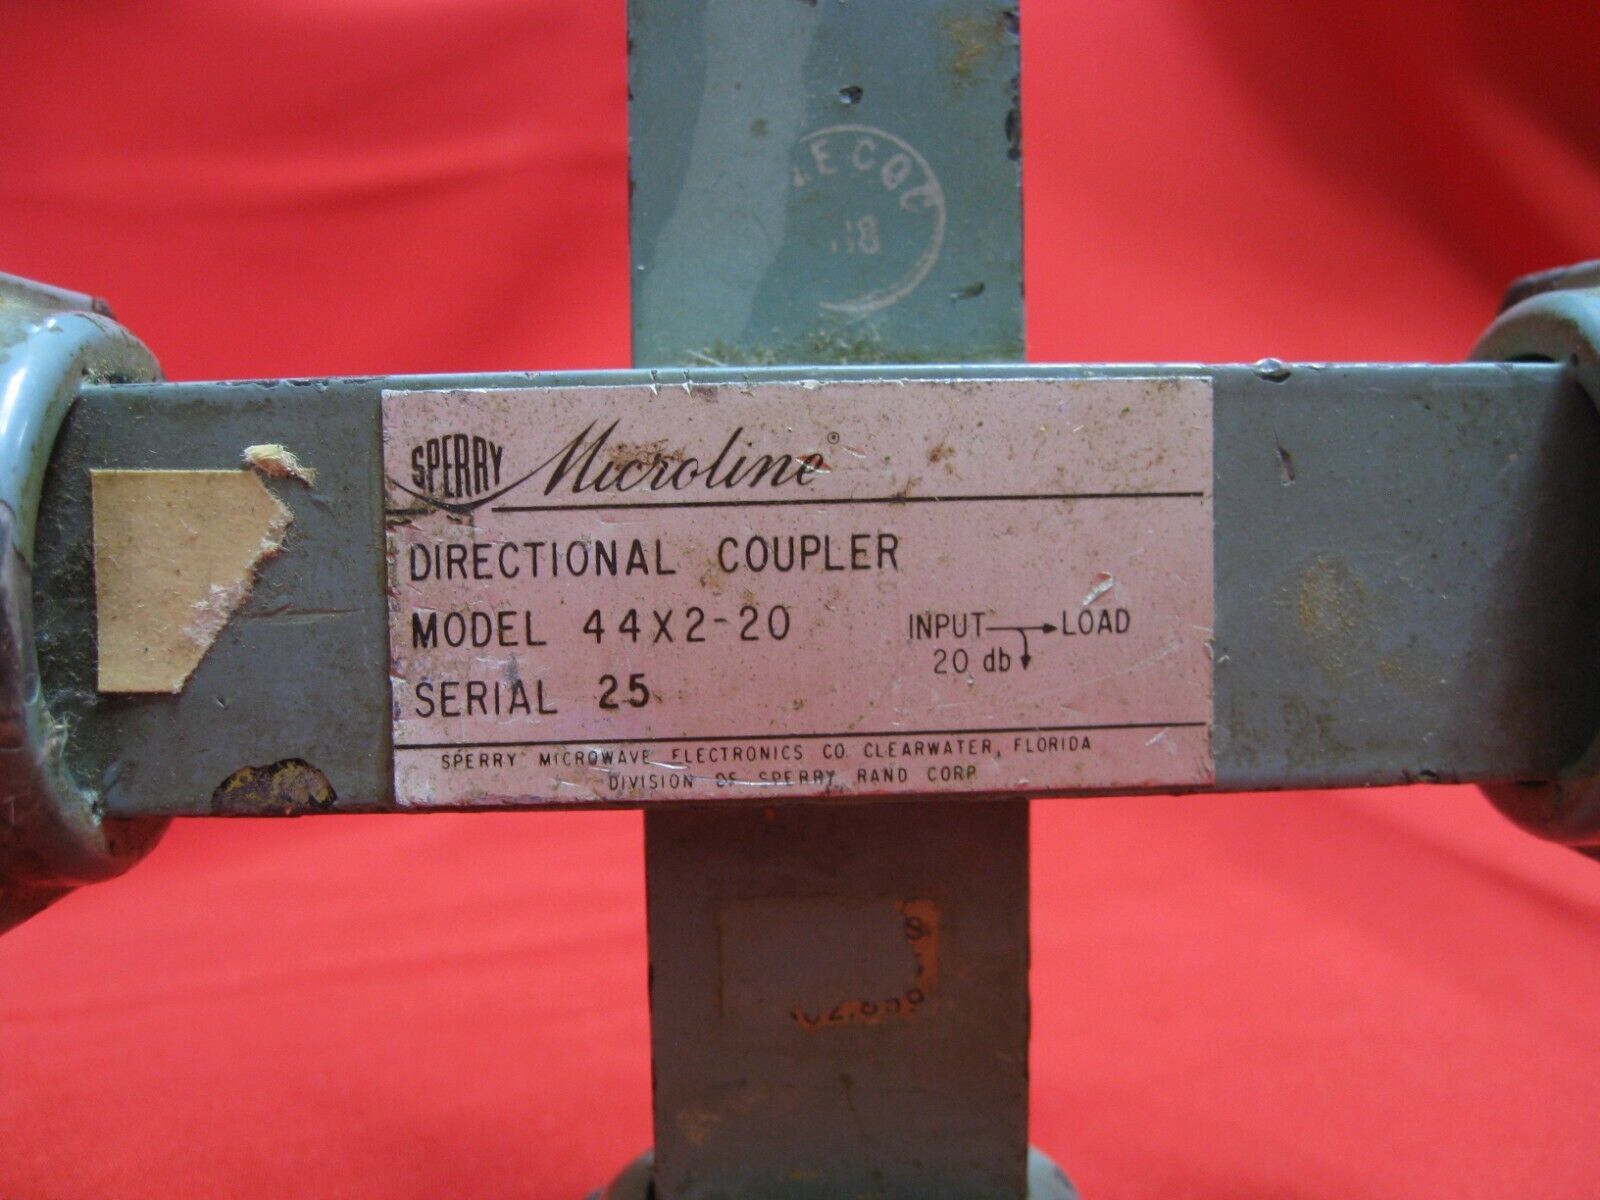 ECOL
SPERRY Microline®
DIRECTIONAL COUPLER
MODEL 44X2-20
INPUT → LOAD
20 db ↓
SERIAL 25
SPERRY MICROWAVE ELECTRONICS CO. CLEARWATER, FLORIDA
DIVISION OF SPERRY RAND CORP.
S